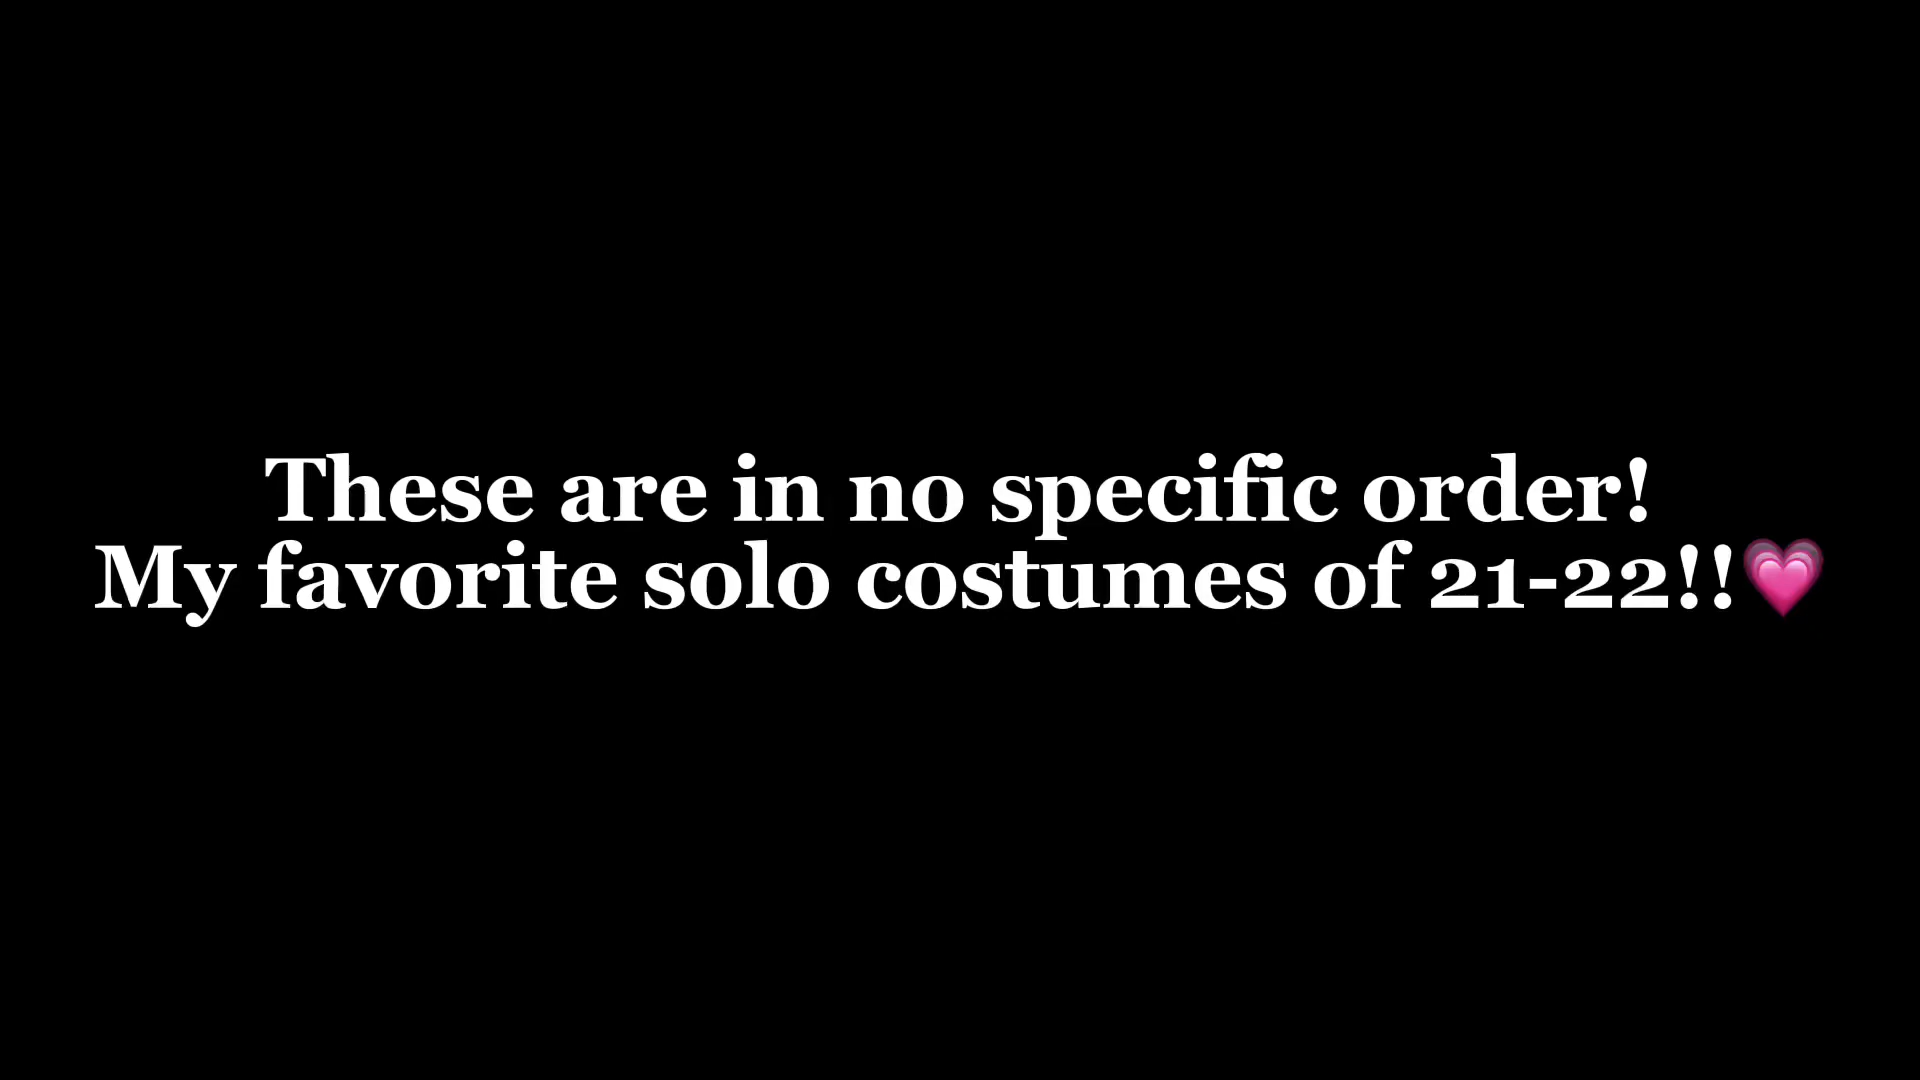 These are in no specific order!
My favorite solo costumes of 21-22!!💗